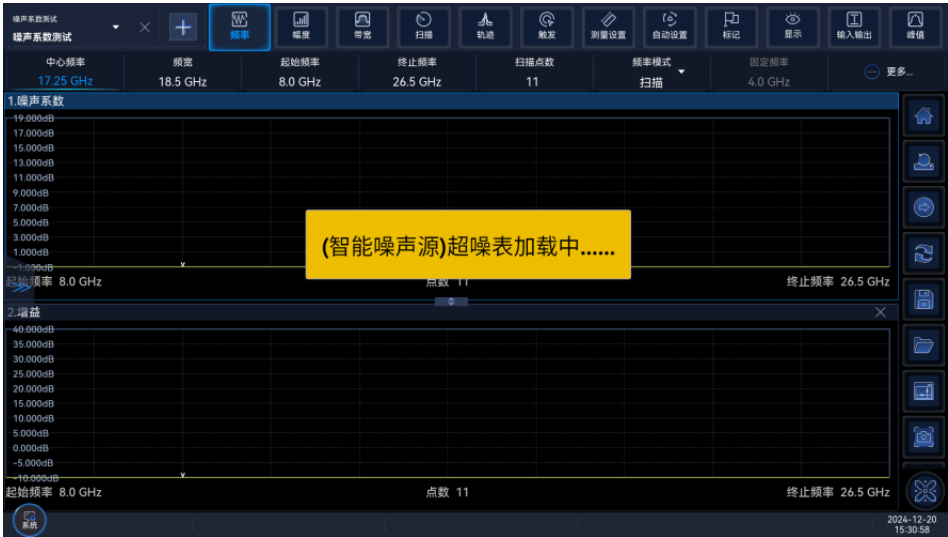 噪声系数测试
噪声系数测试
频率
幅度
带宽
扫描
轨迹
触发
测量设置
自动设置
标记
显示
输入输出
峰值
中心频率
17.25 GHz
频宽
18.5 GHz
起始频率
8.0 GHz
终止频率
26.5 GHz
扫描点数
11
频率模式
扫描
固定频率
4.0 GHz
更多...
1.噪声系数
19.000dB
17.000dB
15.000dB
13.000dB
11.000dB
9.000dB
7.000dB
5.000dB
3.000dB
1.000dB
-1.000dB
(智能噪声源)超噪表加载中......
起始频率 8.0 GHz
点数 11
终止频率 26.5 GHz
2.增益
40.000dB
35.000dB
30.000dB
25.000dB
20.000dB
15.000dB
10.000dB
5.000dB
0.000dB
-5.000dB
-10.000dB
起始频率 8.0 GHz
点数 11
终止频率 26.5 GHz
系统
2024-12-20
15:30:58